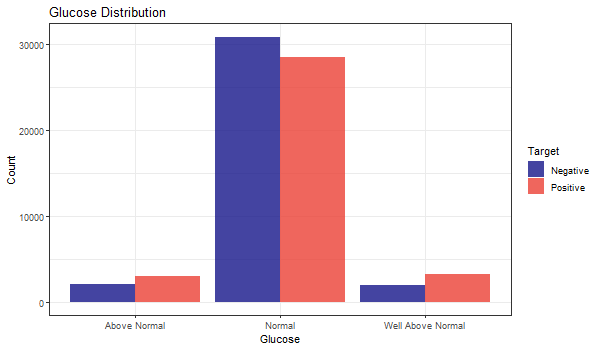 Glucose Distribution
30000
20000
10000
0
Count
Above Normal
Normal
Well Above Normal
Glucose
Target
Negative
Positive